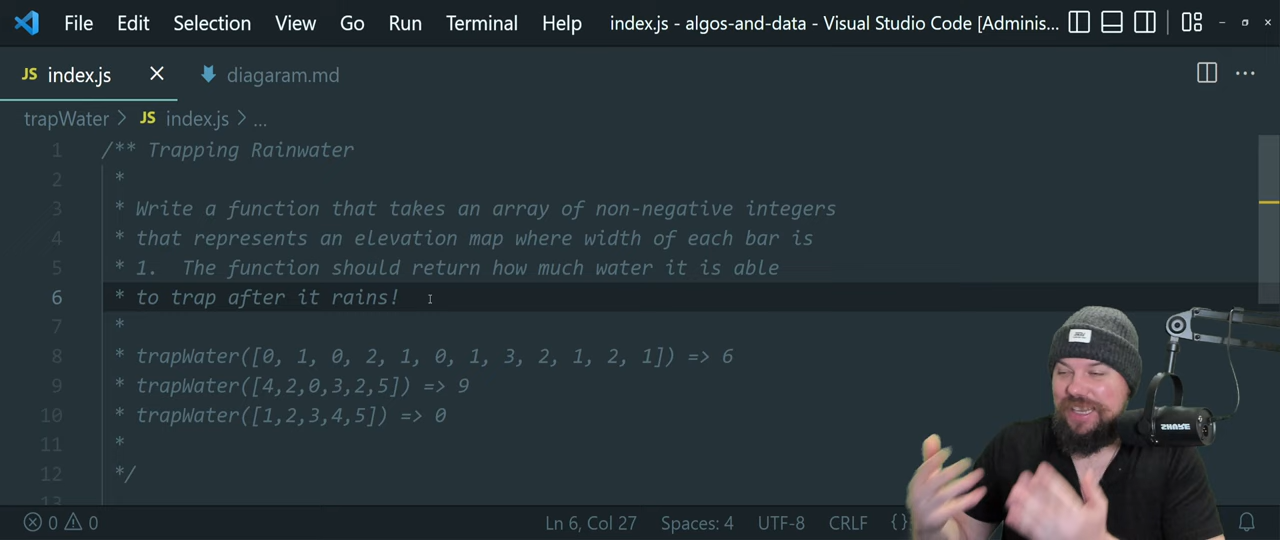 File Edit Selection View Go Run Terminal Help index.js - algos-and-data - Visual Studio Code [Adminis...
JS index.js diagaram.md
trapWater > JS index.js > ...
1 /** Trapping Rainwater
2 *
3 * Write a function that takes an array of non-negative integers
4 * that represents an elevation map where width of each bar is
5 * 1. The function should return how much water it is able
6 * to trap after it rains!
7 *
8 * trapWater([0, 1, 0, 2, 1, 0, 1, 3, 2, 1, 2, 1]) => 6
9 * trapWater([4,2,0,3,2,5]) => 9
10 * trapWater([1,2,3,4,5]) => 0
11 *
12 */
13
0 0 Ln 6, Col 27 Spaces: 4 UTF-8 CRLF {}